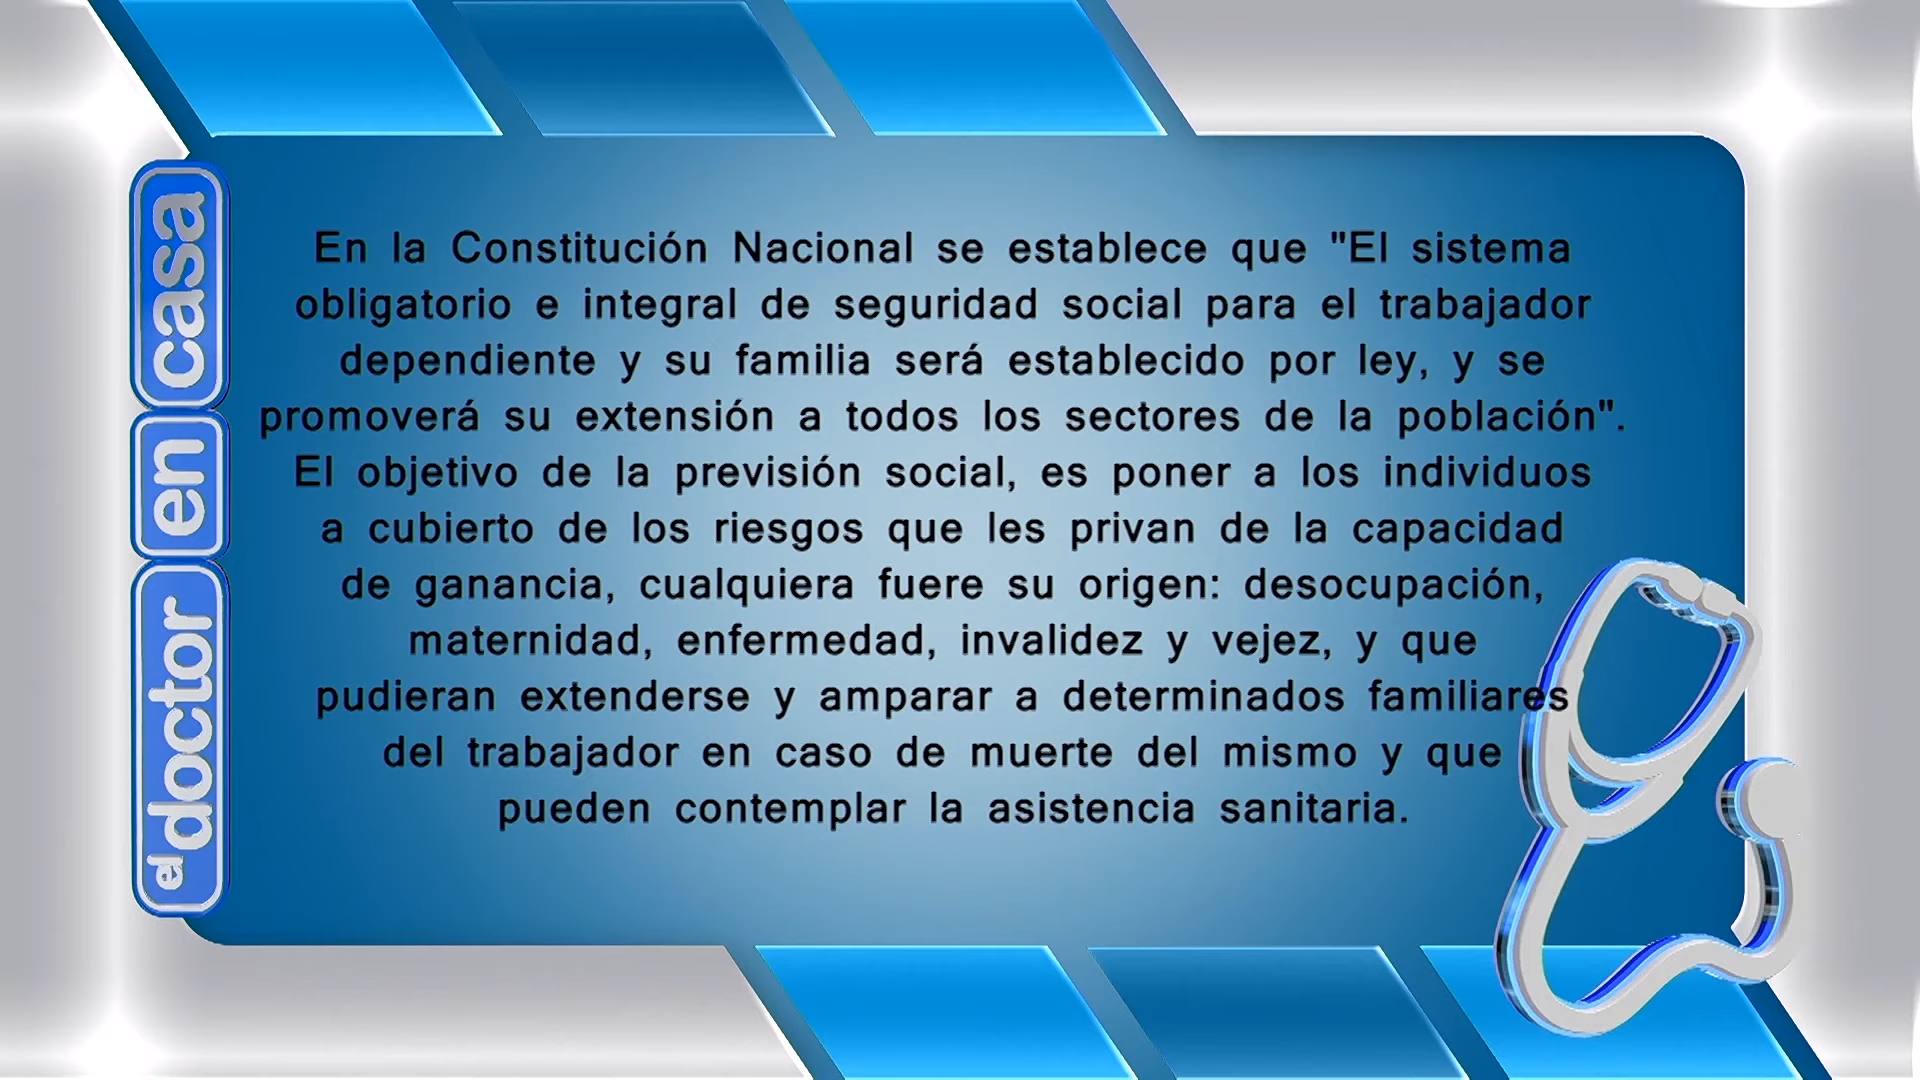 el doctor en casa
En la Constitución Nacional se establece que "El sistema
obligatorio e integral de seguridad social para el trabajador
dependiente y su familia será establecido por ley, y se
promoverá su extensión a todos los sectores de la población".
El objetivo de la previsión social, es poner a los individuos
a cubierto de los riesgos que les privan de la capacidad
de ganancia, cualquiera fuere su origen: desocupación,
maternidad, enfermedad, invalidez y vejez, y que
pudieran extenderse y amparar a determinados familiares
del trabajador en caso de muerte del mismo y que
pueden contemplar la asistencia sanitaria.